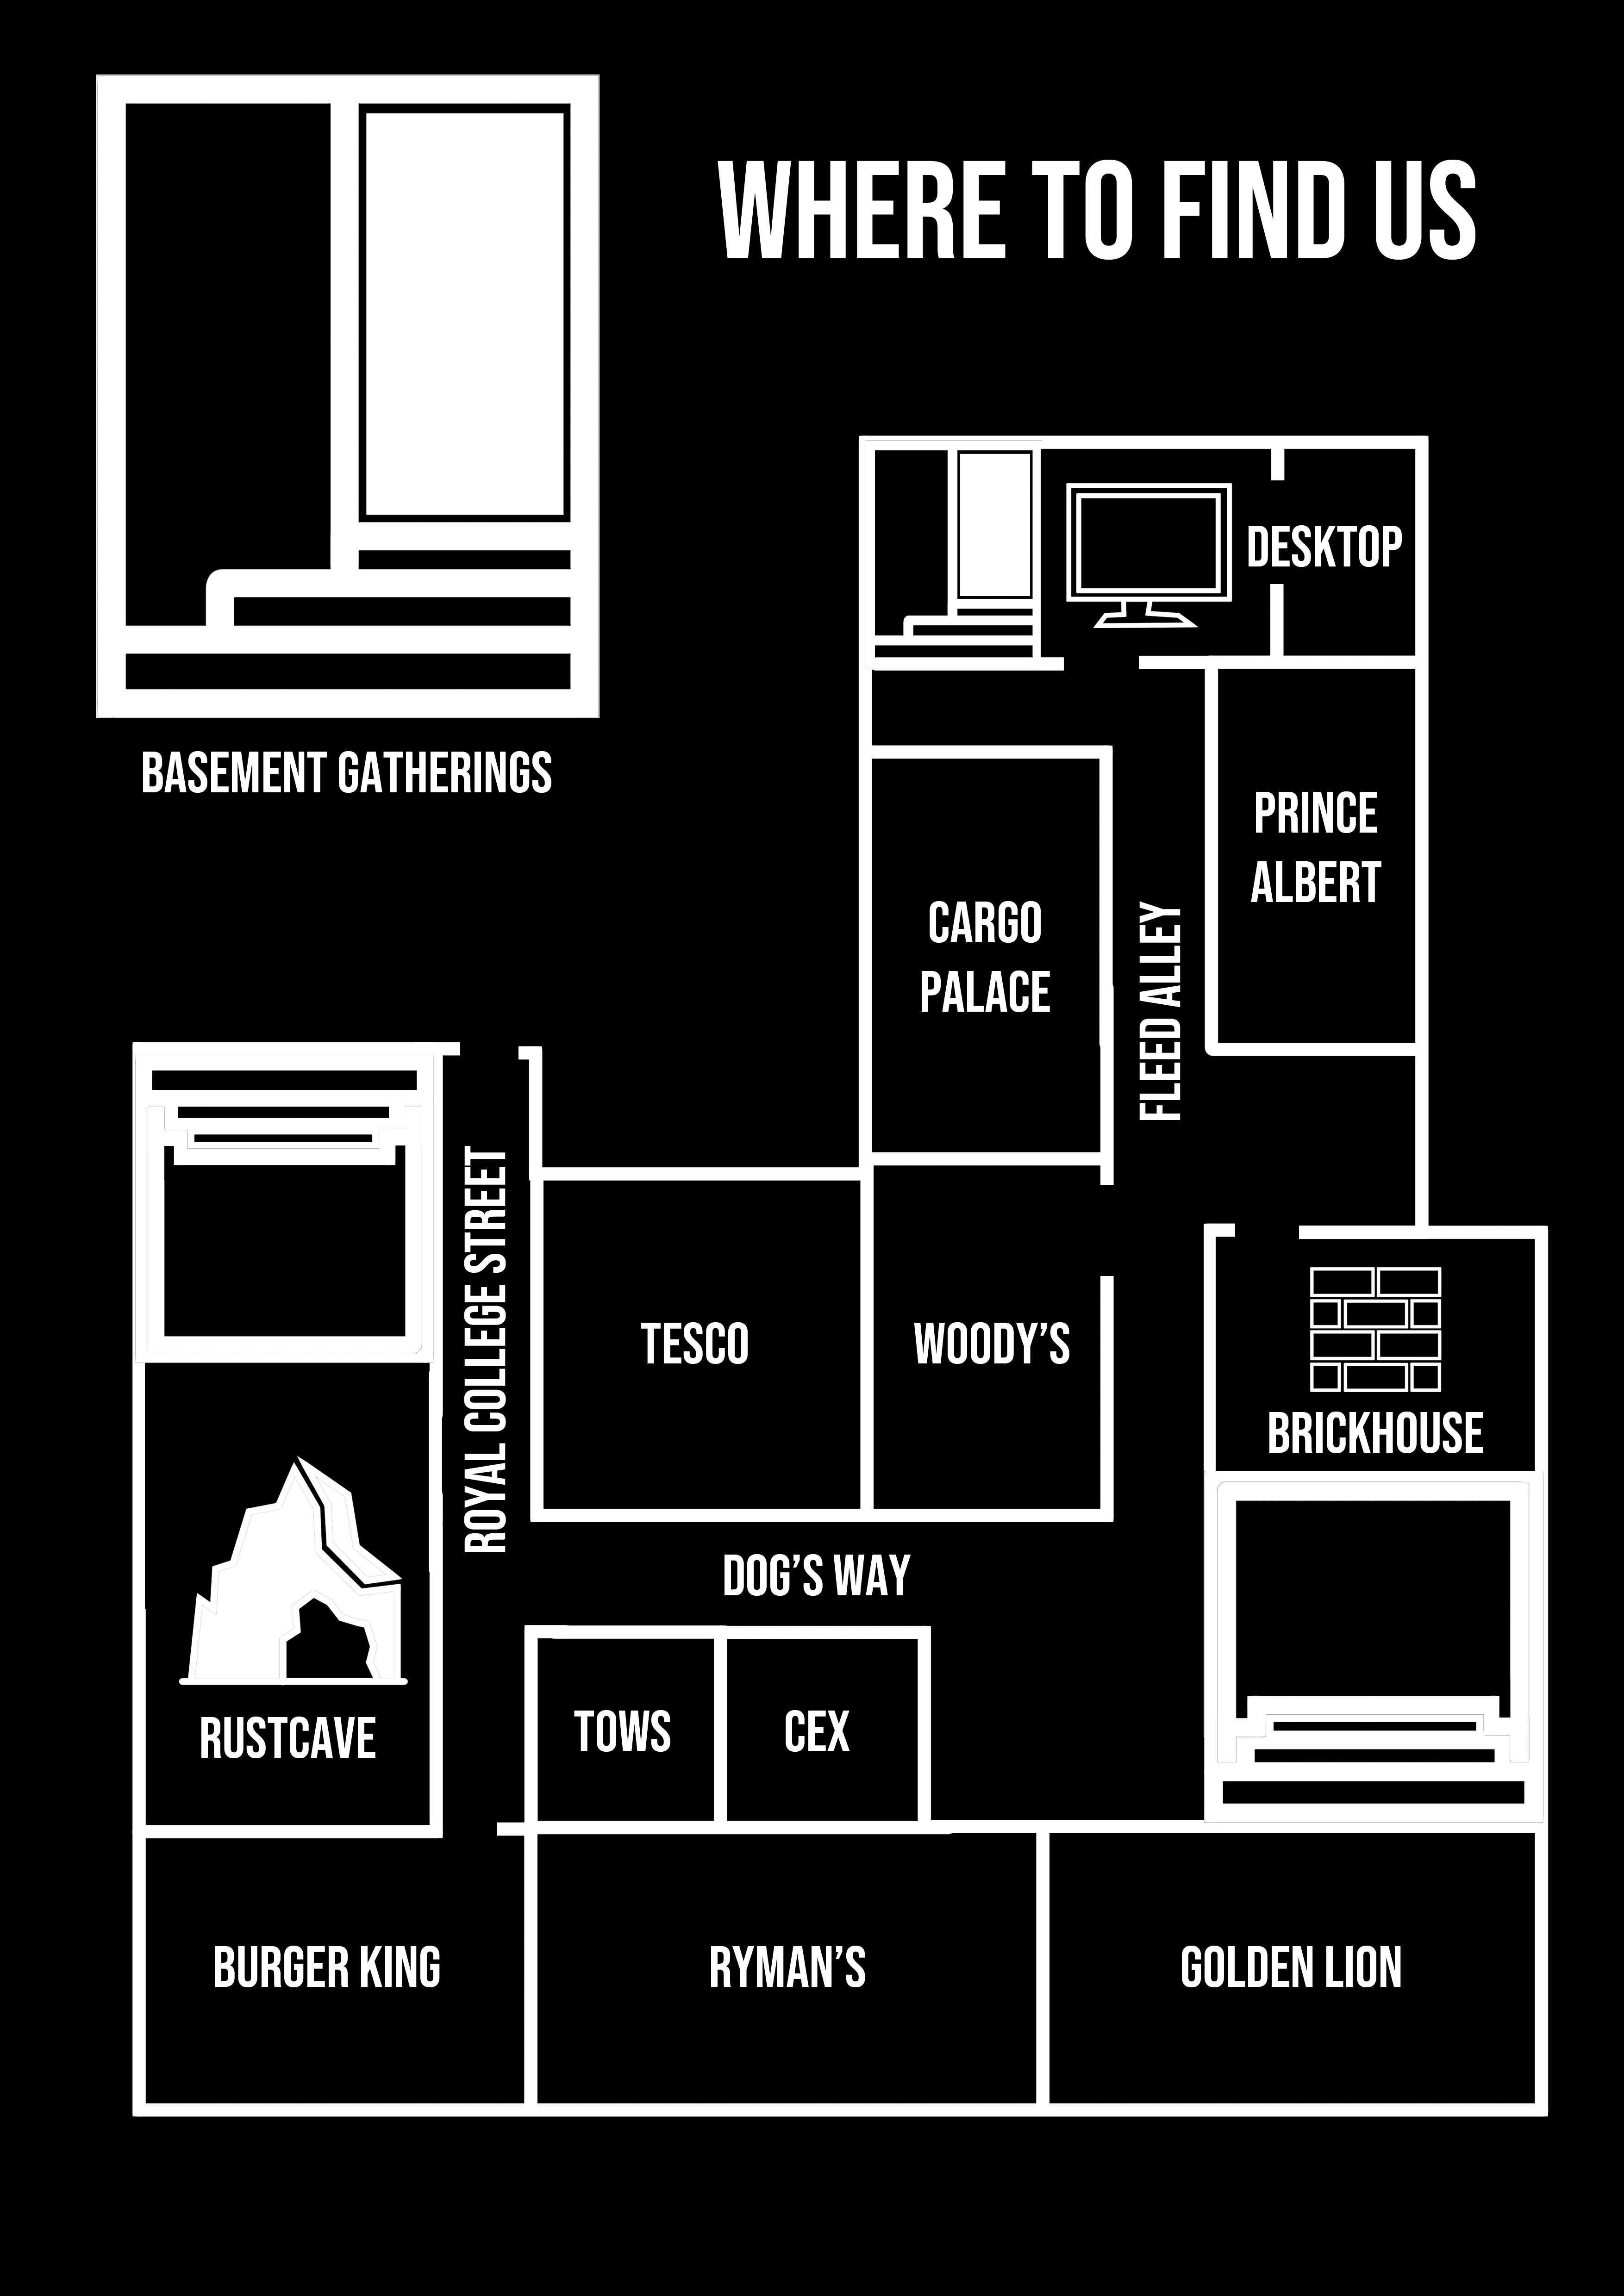 WHERE TO FIND US
BASEMENT GATHERINGS
DESKTOP
PRINCE
ALBERT
CARGO
PALACE
FLEED ALLEY
ROYAL COLLEGE STREET
TESCO
WOODY'S
BRICKHOUSE
DOG'S WAY
RUSTCAVE
TOWS
CEX
BURGER KING
RYMAN'S
GOLDEN LION